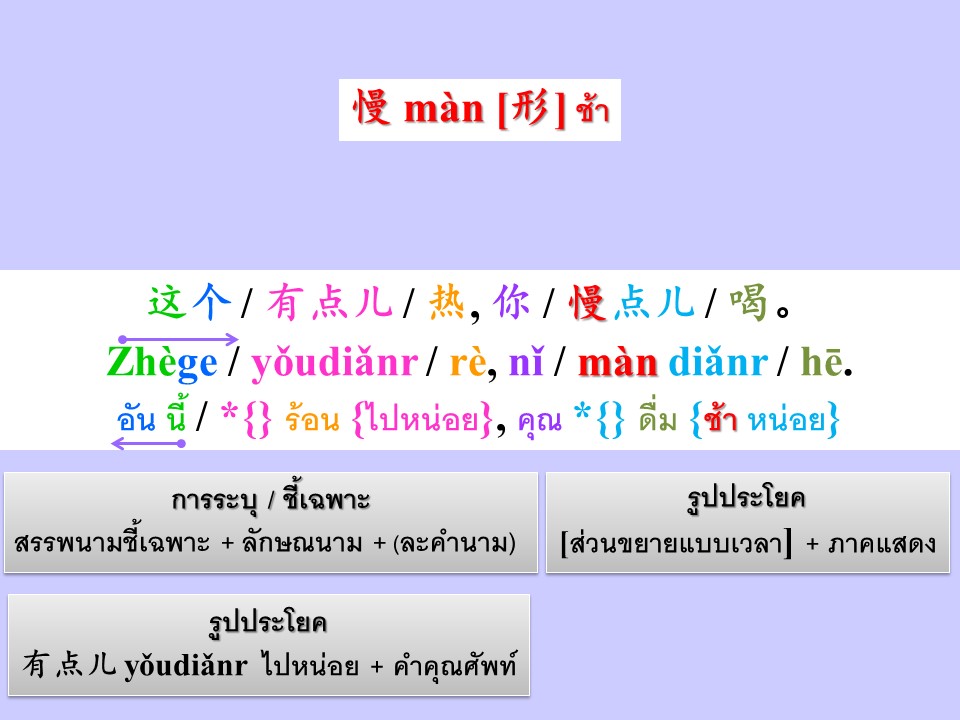 慢 màn [形] ช้า
这个 / 有点儿 / 热, 你 / 慢点儿 / 喝。
Zhège / yǒudiǎnr / rè, nǐ / màn diǎnr / hē.
อัน นี้ / *{} ร้อน {ไปหน่อย}, คุณ *{} ดื่ม {ช้า หน่อย}
การระบุ / ชี้เฉพาะ
สรรพนามชี้เฉพาะ + ลักษณนาม + (ละคำนาม)
รูปประโยค
[ส่วนขยายแบบเวลา] + ภาคแสดง
รูปประโยค
有点儿 yǒudiǎnr ไปหน่อย + คำคุณศัพท์